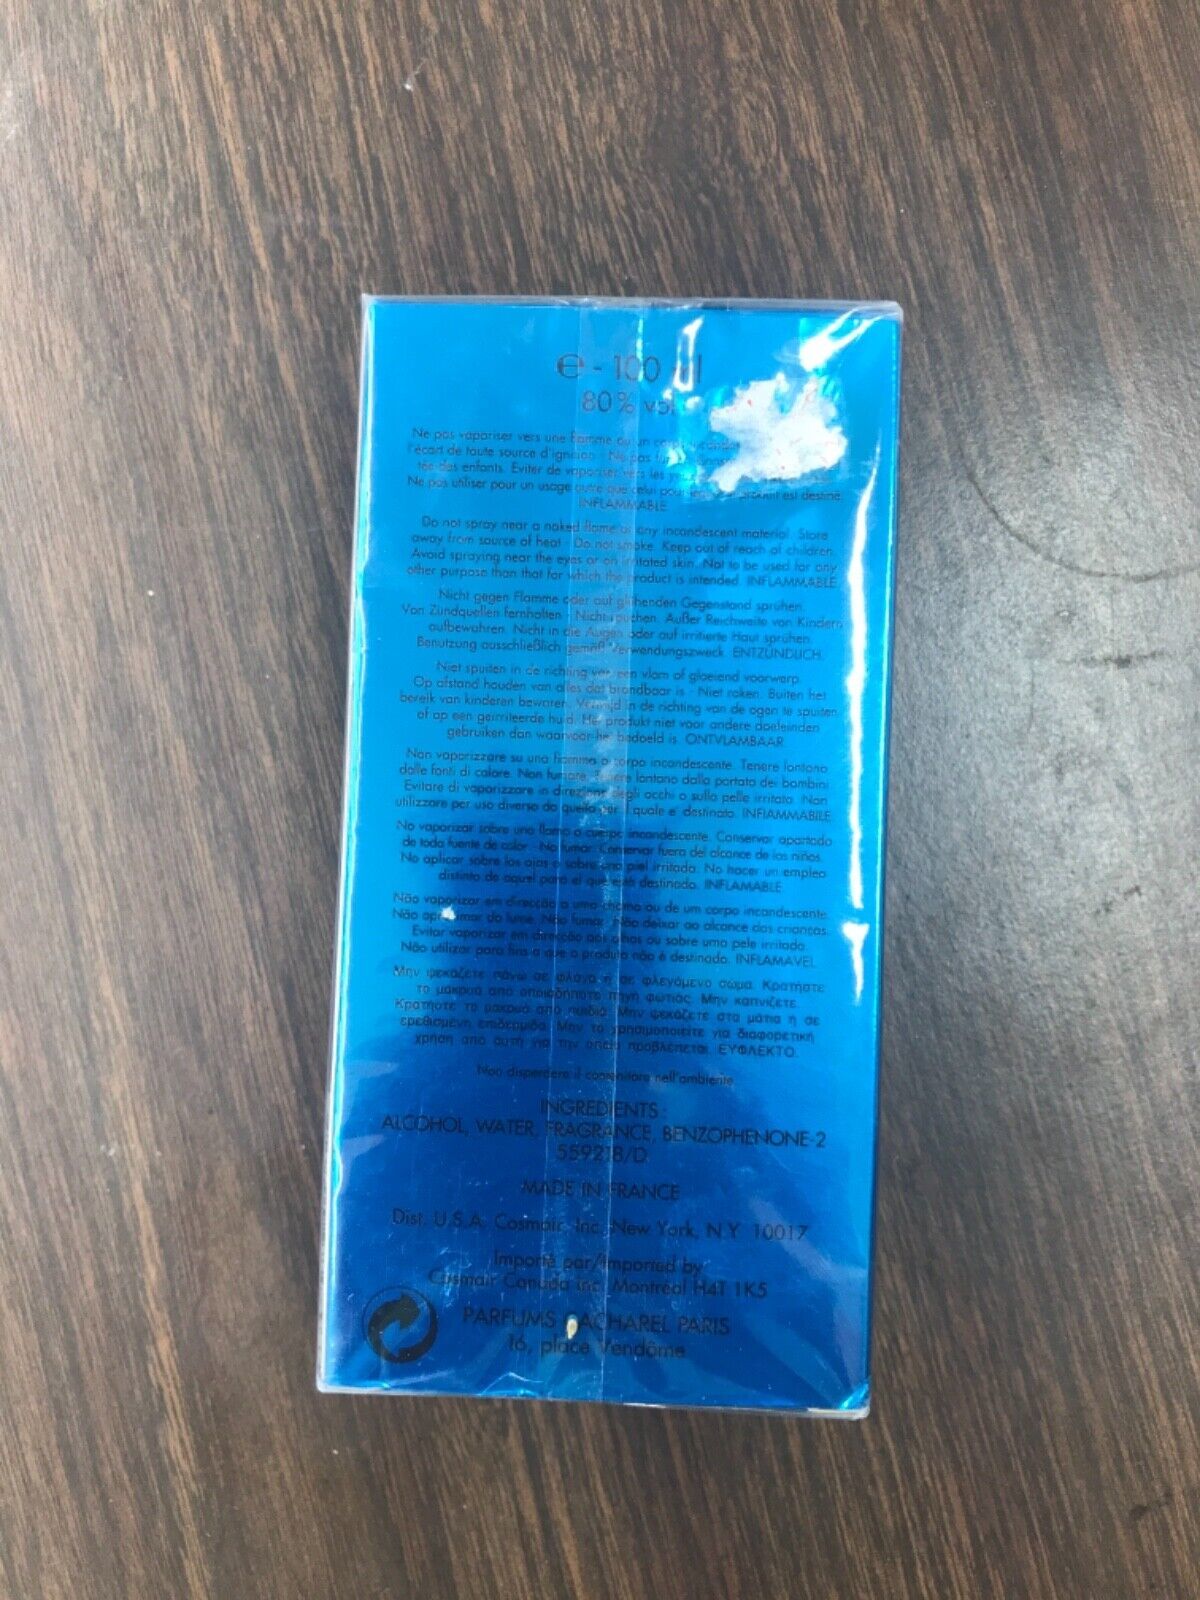 ℮ - 100 ml
80% vol
Ne pas vaporiser vers une flamme ou un corps
l'écart de toute source d'ignition - Ne pas
tée des enfants. Eviter de vaporiser vers les
Ne pas utiliser pour un usage autre que celui pour produit est destiné.
INFLAMMABLE
Do not spray near a naked flame or any incandescent material. Store
away from source of heat - Do not smoke. Keep out of reach of children.
Avoid spraying near the eyes or on irritated skin. Not to be used for any
other purpose than that for which the product is intended. INFLAMMABLE
Nicht gegen Flamme oder auf glühenden Gegenstand sprühen.
Von Zündquellen fernhalten - Nicht rauchen. Außer Reichweite von Kindern
aufbewahren. Nicht in die Augen oder auf irritierte Haut sprühen.
Benutzung ausschließlich gemäß Verwendungszweck. ENTZÜNDLICH.
Niet spuiten in de richting van een vlam of gloeiend voorwerp.
Op afstand houden van alles dat brandbaar is - Niet roken. Buiten het
bereik van kinderen bewaren. Vermijd in de richting van de ogen te spuiten
of op een geïrriteerde huid. Het produkt niet voor andere doeleinden
gebruiken dan waarvoor het bedoeld is. ONTVLAMBAAR.
Non vaporizzare su una fiamma o corpo incandescente. Tenere lontano
dalle fonti di calore. Non fumare. Tenere lontano dalla portata dei bambini
Evitare di vaporizzare in direzione degli occhi o sulla pelle irritata. Non
utilizzare per uso diverso da quello per il quale e' destinato. INFIAMMABILE.
No vaporizar sobre una llama o cuerpo incandescente. Conservar apartado
de toda fuente de calor - No fumar. Conservar fuera del alcance de los niños.
No aplicar sobre los ojos o sobre una piel irritada. No hacer un empleo
distinto de aquel para el que está destinado. INFLAMABLE
Não vaporizar em direcção a uma chama ou de um corpo incandescente.
Não aproximar do lume. Não fumar. Não deixar ao alcance das crianças.
Evitar vaporizar em direcção aos olhos ou sobre uma pele irritada.
Não utilizar para fins a que o produto não é destinado. INFLAMAVEL
Μην ψεκάζετε πάνω σε φλόγα ή σε φλεγόμενο σώμα. Κρατήστε
το μακρυά από οποιαδήποτε πηγή φωτιάς. Μην καπνίζετε.
Κρατήστε το μακρυά από παιδιά. Μην ψεκάζετε στα μάτια ή σε
ερεθισμένη επιδερμίδα. Μην το χρησιμοποιείτε για διαφορετική
χρήση από αυτή για την οποία προβλέπεται. ΕΥΦΛΕΚΤΟ.
Non disperdere il contenitore nell'ambiente
INGREDIENTS :
ALCOHOL, WATER, FRAGRANCE, BENZOPHENONE-2
559218/D
MADE IN FRANCE
Dist. U.S.A. Cosmair, Inc. New York, N.Y. 10017
Importé par/Imported by
Cosmair Canada Inc. Montréal H4T 1K5
PARFUMS CACHAREL PARIS
16, place Vendôme